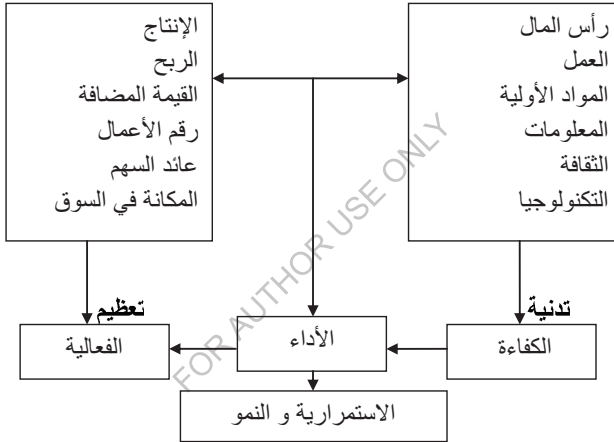 رأس المال
العمل
المواد الأولية
المعلومات
الثقافة
التكنولوجيا
الإنتاج
الربح
القيمة المضافة
رقم الأعمال
عائد السهم
المكانة في السوق
تدنية
تعظيم
الكفاءة
الأداء
الفعالية
الاستمرارية و النمو
FOR AUTHOR USE ONLY